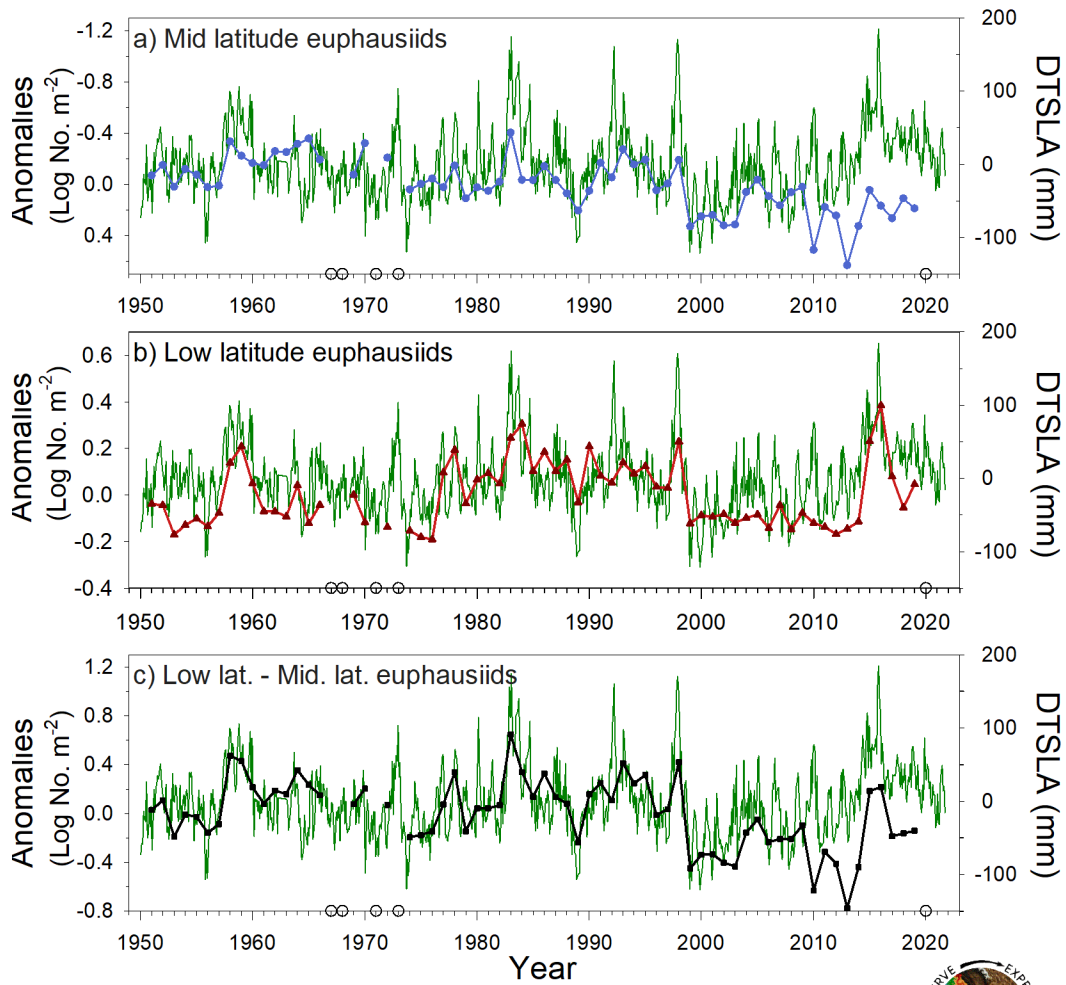 a) Mid latitude euphausiids
Anomalies
(Log No. m-2)
-1.2
-0.8
-0.4
0.0
0.4
200
100
0
-100
DTSLA (mm)
1950 1960 1970 1980 1990 2000 2010 2020
b) Low latitude euphausiids
Anomalies
(Log No. m-2)
0.6
0.4
0.2
0.0
-0.2
-0.4
200
100
0
-100
DTSLA (mm)
1950 1960 1970 1980 1990 2000 2010 2020
c) Low lat. - Mid. lat. euphausiids
Anomalies
(Log No. m-2)
1.2
0.8
0.4
0.0
-0.4
-0.8
200
100
0
-100
DTSLA (mm)
1950 1960 1970 1980 1990 2000 2010 2020
Year